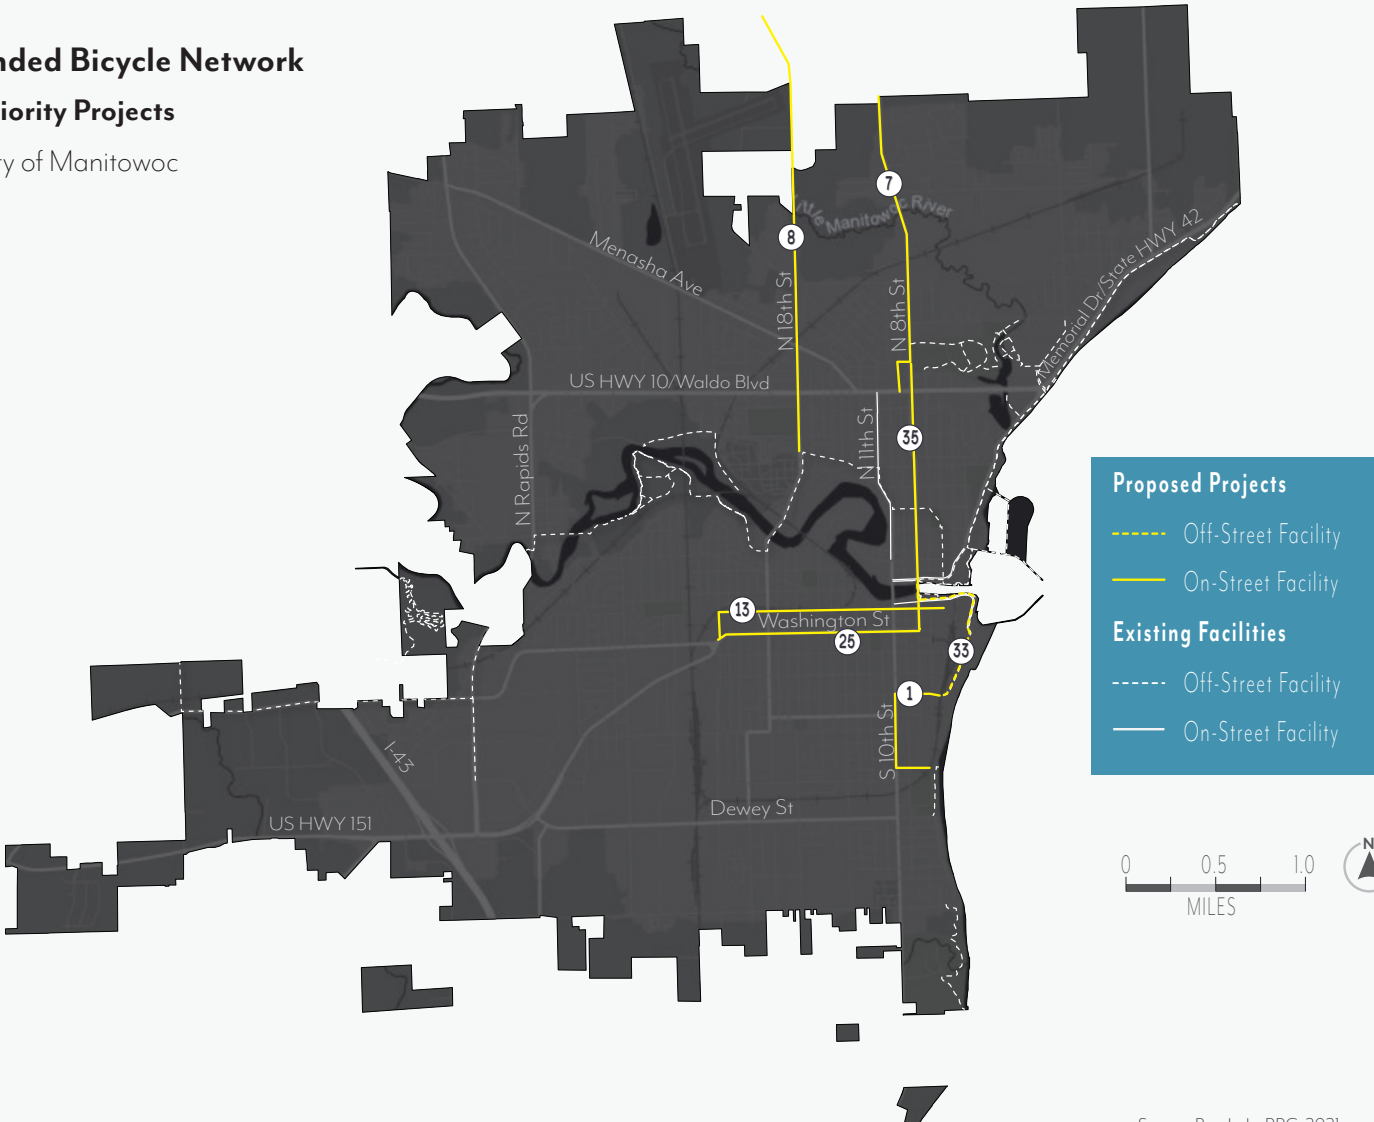 nded Bicycle Network
iority Projects
ty of Manitowoc
7
Manitowoc River
8
Menasha Ave
N 18th St
N 8th St
Memorial Dr/State HWY 42
US HWY 10/Waldo Blvd
N Rapids Rd
N 11th St
35
Proposed Projects
Off-Street Facility
On-Street Facility
Existing Facilities
Off-Street Facility
On-Street Facility
13
Washington St
25
33
1
S 10th St
I-43
Dewey St
US HWY 151
N
0 0.5 1.0
MILES